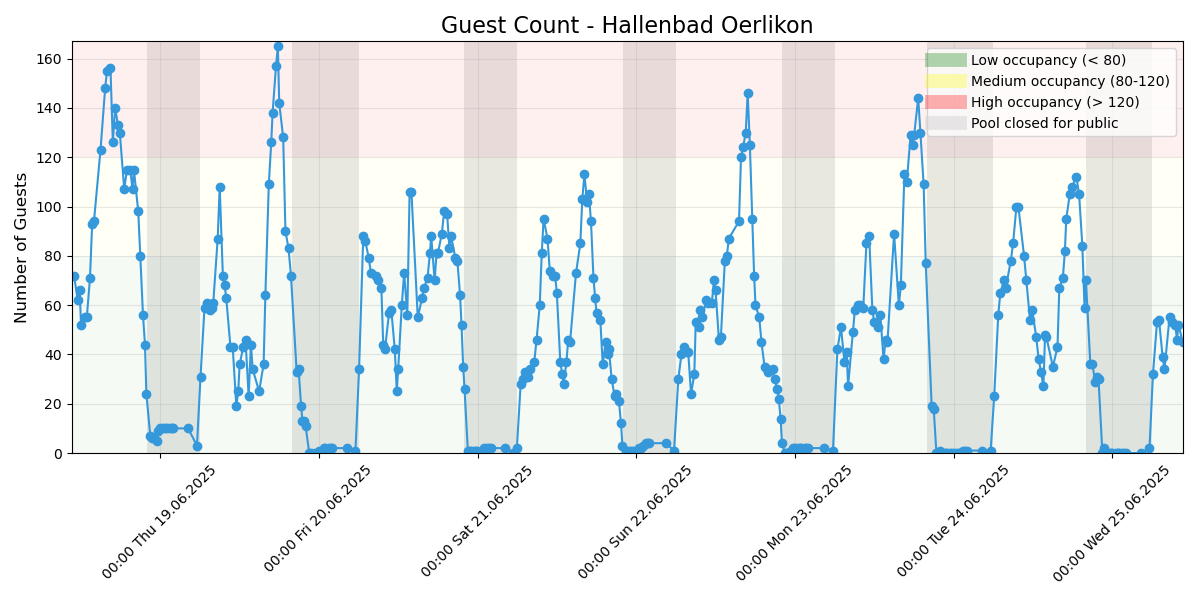 Guest Count - Hallenbad Oerlikon
Number of Guests
160
140
120
100
80
60
40
20
0
Low occupancy (< 80)
Medium occupancy (80-120)
High occupancy (> 120)
Pool closed for public
00:00 Thu 19.06.2025
00:00 Fri 20.06.2025
00:00 Sat 21.06.2025
00:00 Sun 22.06.2025
00:00 Mon 23.06.2025
00:00 Tue 24.06.2025
00:00 Wed 25.06.2025